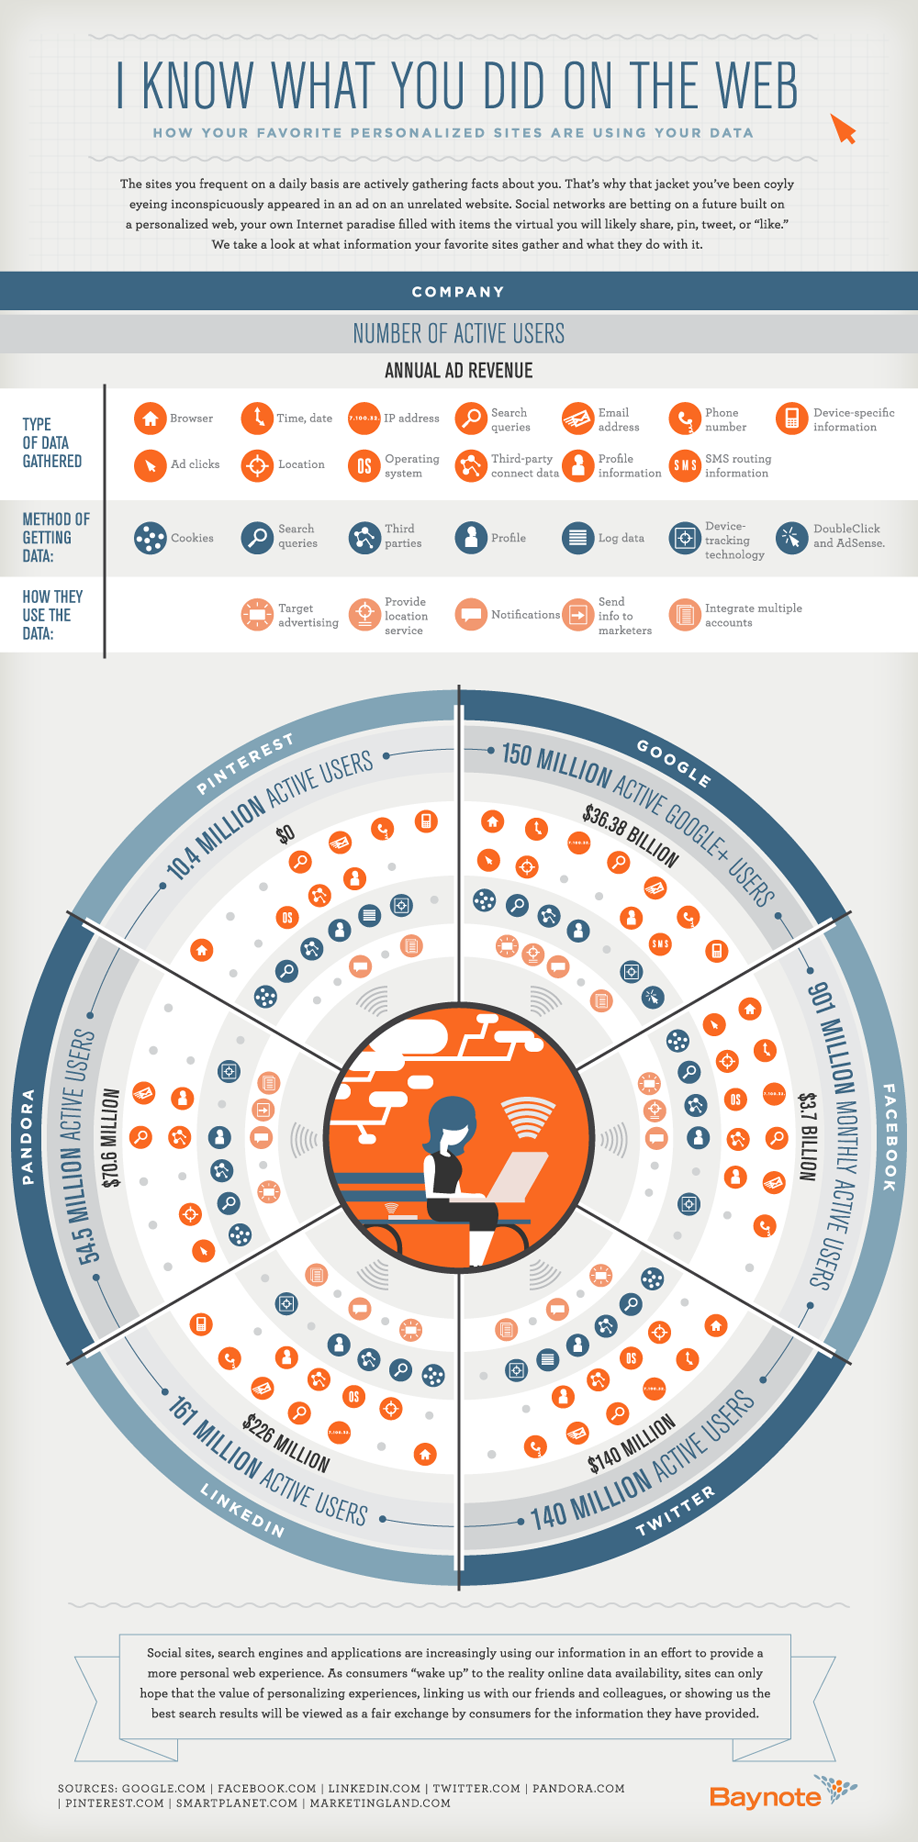 I KNOW WHAT YOU DID ON THE WEB
HOW YOUR FAVORITE PERSONALIZED SITES ARE USING YOUR DATA
The sites you frequent on a daily basis are actively gathering facts about you. That's why that jacket you've been coyly
eyeing inconspicuously appeared in an ad on an unrelated website. Social networks are betting on a future built on
a personalized web, your own Internet paradise filled with items the virtual you will likely share, pin, tweet, or “like.”
We take a look at what information your favorite sites gather and what they do with it.
COMPANY
NUMBER OF ACTIVE USERS
ANNUAL AD REVENUE
TYPE
OF DATA
GATHERED
Browser
Time, date
IP address
Search
queries
Email
address
Phone
number
Device-specific
information
Ad clicks
Location
OS
Operating
system
Third-party
connect data
Profile
information
SMS
SMS routing
information
METHOD OF
GETTING
DATA:
Cookies
Search
queries
Third
parties
Profile
Log data
Device-
tracking
technology
DoubleClick
and AdSense.
HOW THEY
USE THE
DATA:
Target
advertising
Provide
location
service
Notifications
Send
info to
marketers
Integrate multiple
accounts
PINTEREST
10.4 MILLION ACTIVE USERS
$0
OS
GOOGLE
150 MILLION ACTIVE GOOGLE+ USERS
$36.38 BILLION
SMS
FACEBOOK
901 MILLION MONTHLY ACTIVE USERS
$3.7 BILLION
OS
TWITTER
140 MILLION ACTIVE USERS
$140 MILLION
OS
LINKEDIN
161 MILLION ACTIVE USERS
$226 MILLION
OS
PANDORA
54.5 MILLION ACTIVE USERS
$70.6 MILLION
Social sites, search engines and applications are increasingly using our information in an effort to provide a
more personal web experience. As consumers “wake up” to the reality online data availability, sites can only
hope that the value of personalizing experiences, linking us with our friends and colleagues, or showing us the
best search results will be viewed as a fair exchange by consumers for the information they have provided.
SOURCES: GOOGLE.COM | FACEBOOK.COM | LINKEDIN.COM | TWITTER.COM | PANDORA.COM
| PINTEREST.COM | SMARTPLANET.COM | MARKETINGLAND.COM
Baynote